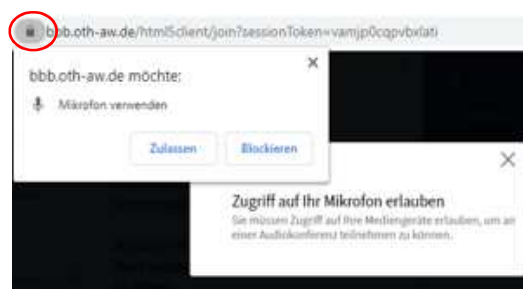 bbb.oth-aw.de/html5client/join?sessionToken=vamjp0cqpvbxlati
bbb.oth-aw.de möchte:
Mikrofon verwenden
Zulassen Blockieren
Zugriff auf Ihr Mikrofon erlauben
Sie müssen Zugriff auf Ihre Mediengeräte erlauben, um an
einer Audiokonferenz teilnehmen zu können.